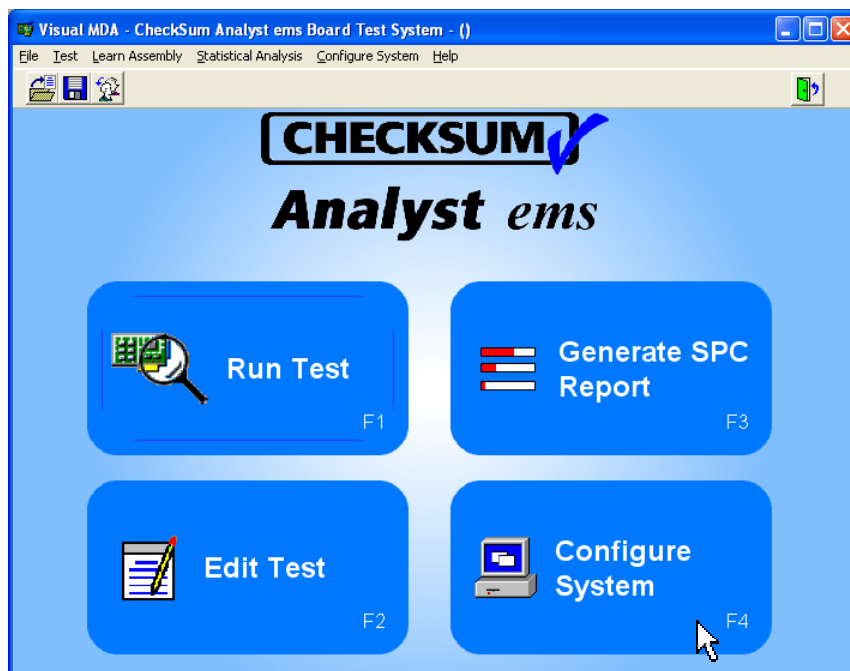 Visual MDA - CheckSum Analyst ems Board Test System - ()
File Test Learn Assembly Statistical Analysis Configure System Help
CHECKSUM
Analyst ems
Run Test
F1
Generate SPC
Report
F3
Edit Test
F2
Configure
System
F4